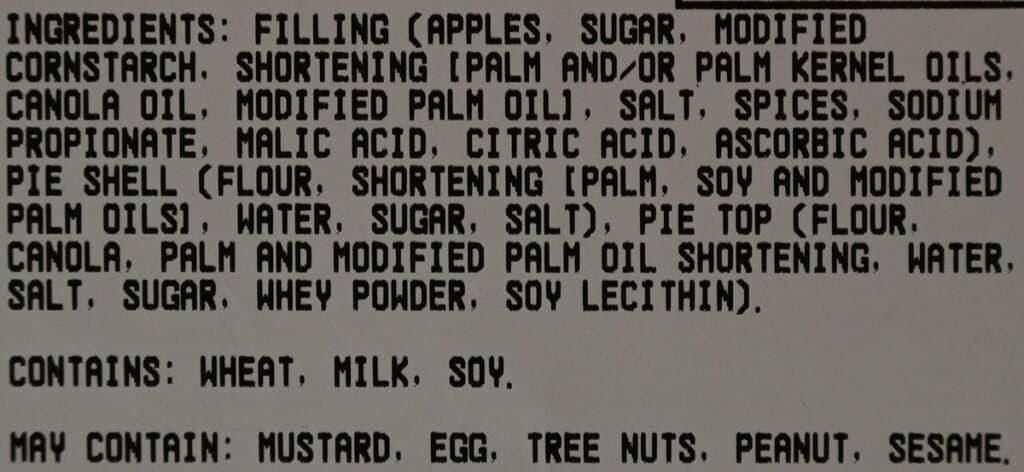 INGREDIENTS: FILLING (APPLES, SUGAR, MODIFIED
CORNSTARCH, SHORTENING [PALM AND/OR PALM KERNEL OILS,
CANOLA OIL, MODIFIED PALM OIL], SALT, SPICES, SODIUM
PROPIONATE, MALIC ACID, CITRIC ACID, ASCORBIC ACID),
PIE SHELL (FLOUR, SHORTENING [PALM, SOY AND MODIFIED
PALM OILS], WATER, SUGAR, SALT), PIE TOP (FLOUR,
CANOLA, PALM AND MODIFIED PALM OIL SHORTENING, WATER,
SALT, SUGAR, WHEY POWDER, SOY LECITHIN).
CONTAINS: WHEAT, MILK, SOY.
MAY CONTAIN: MUSTARD, EGG, TREE NUTS, PEANUT, SESAME.